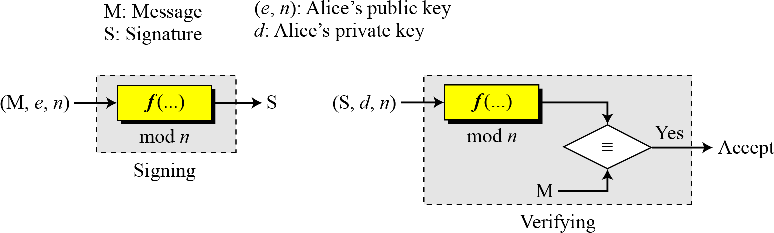 M: Message
S: Signature
(e, n): Alice's public key
d: Alice's private key
(M, e, n)
f(...)
mod n
S
Signing
(S, d, n)
f(...)
mod n
≡
M
Yes
Accept
Verifying